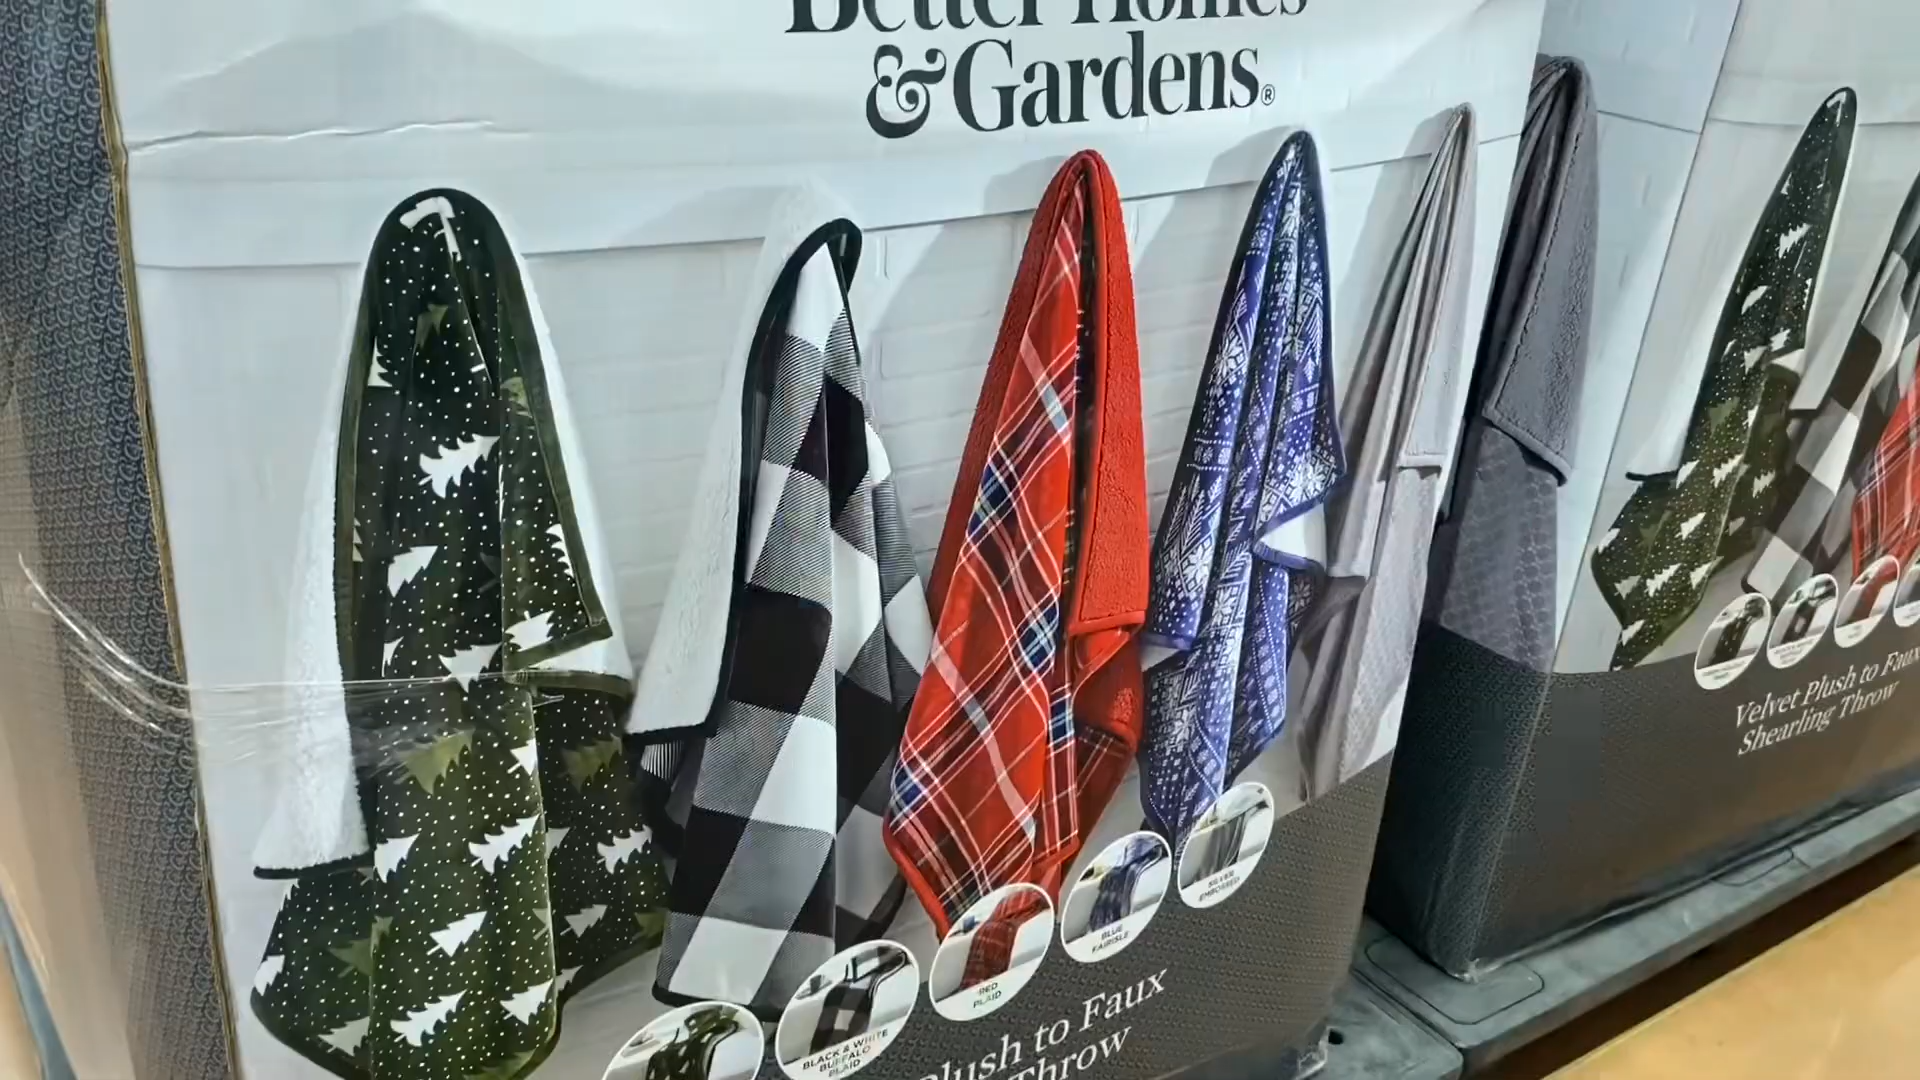 Better Homes
& Gardens®
SILVER
EMBOSSED
BLUE
FAIRISLE
RED
PLAID
BLACK & WHITE
BUFFALO
PLAID
Plush to Faux
Throw
Velvet Plush to Faux
Shearling Throw